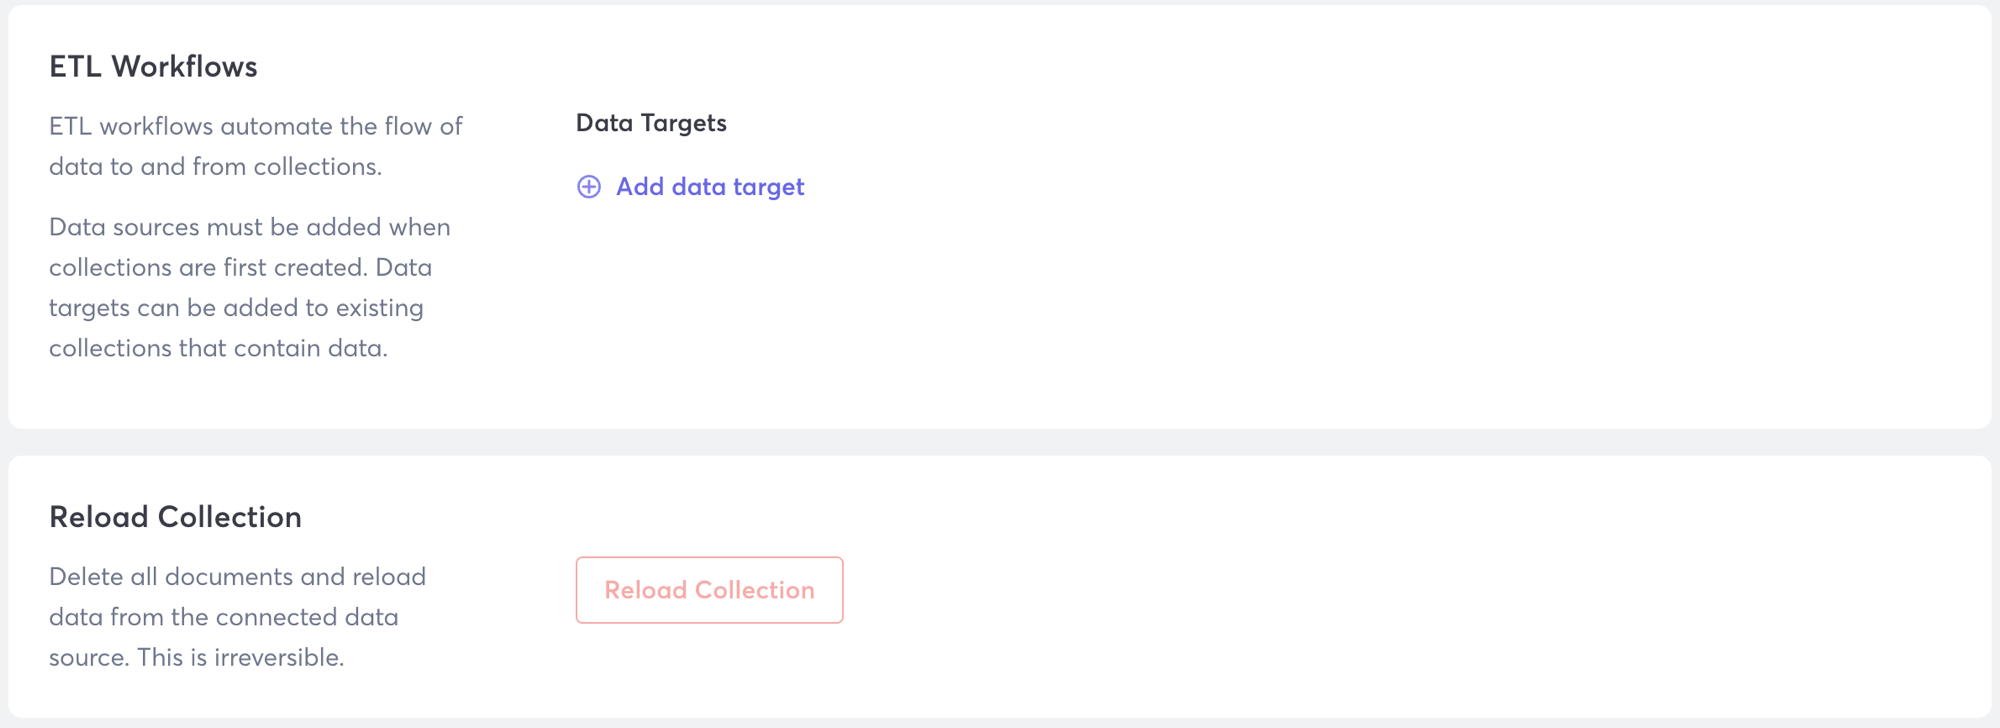 ETL Workflows
ETL workflows automate the flow of
data to and from collections.
Data sources must be added when
collections are first created. Data
targets can be added to existing
collections that contain data.
Data Targets
Add data target
Reload Collection
Delete all documents and reload
data from the connected data
source. This is irreversible.
Reload Collection